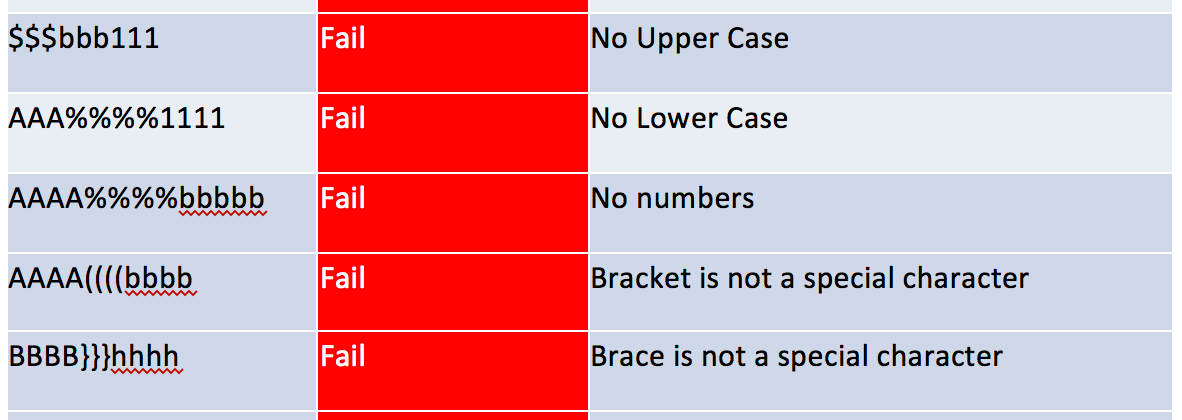 $$$bbb111 Fail No Upper Case
AAA%%%%1111 Fail No Lower Case
AAAA%%%%bbbbb Fail No numbers
AAAA((((bbbb Fail Bracket is not a special character
BBBB}}}hhhh Fail Brace is not a special character